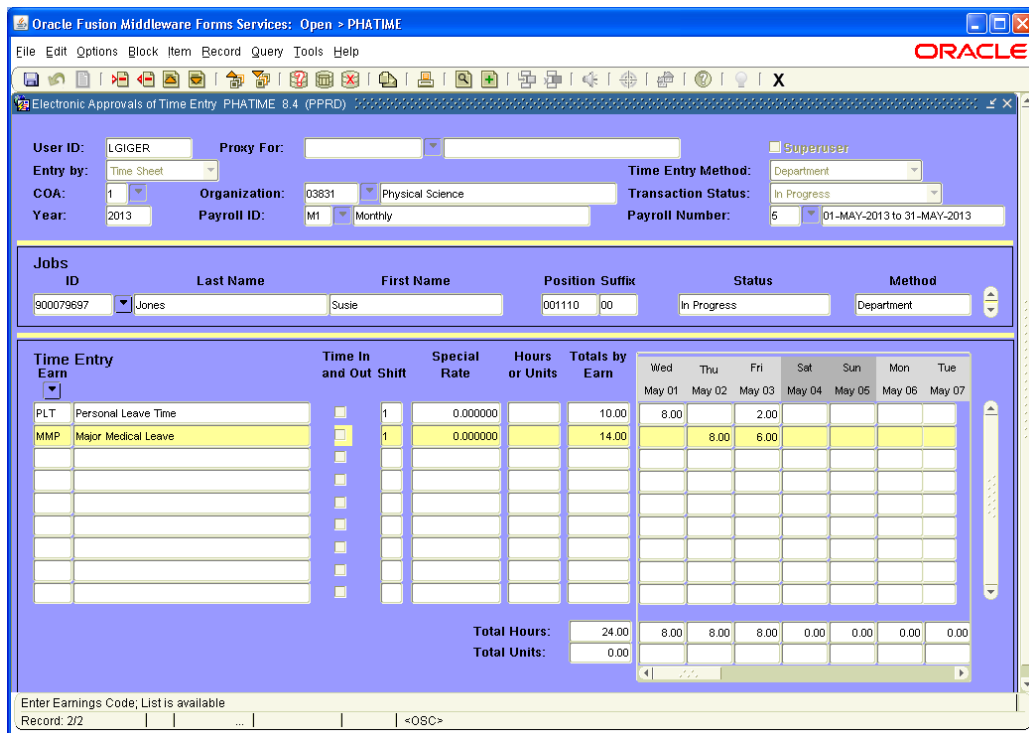 Oracle Fusion Middleware Forms Services:  Open > PHATIME
File Edit Options Block Item Record Query Tools Help
ORACLE
X
Electronic Approvals of Time Entry PHATIME 8.4 (PPRD)
User ID: LGIGER Proxy For: Superuser
Entry by: Time Sheet Time Entry Method: Department
COA: 1 Organization: 03831 Physical Science Transaction Status: In Progress
Year: 2013 Payroll ID: M1 Monthly Payroll Number: 5 01-MAY-2013 to 31-MAY-2013
Jobs
ID Last Name First Name Position Suffix Status Method
900079697 Jones Susie 001110 00 In Progress Department
Time Entry Time In Special Hours Totals by
Earn and Out Shift Rate or Units Earn
Wed Thu Fri Sat Sun Mon Tue
May 01 May 02 May 03 May 04 May 05 May 06 May 07
PLT Personal Leave Time 1 0.000000 10.00 8.00 2.00
MMP Major Medical Leave 1 0.000000 14.00 8.00 6.00
Total Hours: 24.00 8.00 8.00 8.00 0.00 0.00 0.00 0.00
Total Units: 0.00
Enter Earnings Code; List is available
Record: 2/2 ... <OSC>